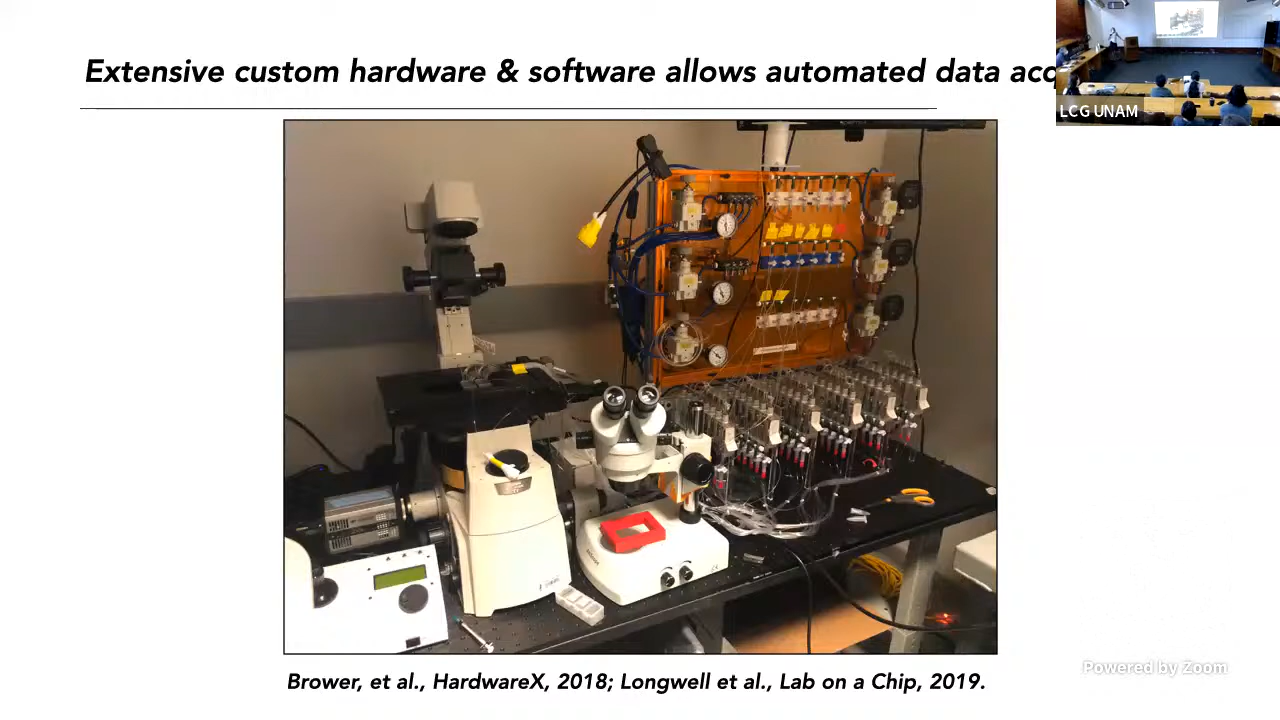 Extensive custom hardware & software allows automated data acq
LCG UNAM
Brower, et al., HardwareX, 2018; Longwell et al., Lab on a Chip, 2019.
Powered by Zoom